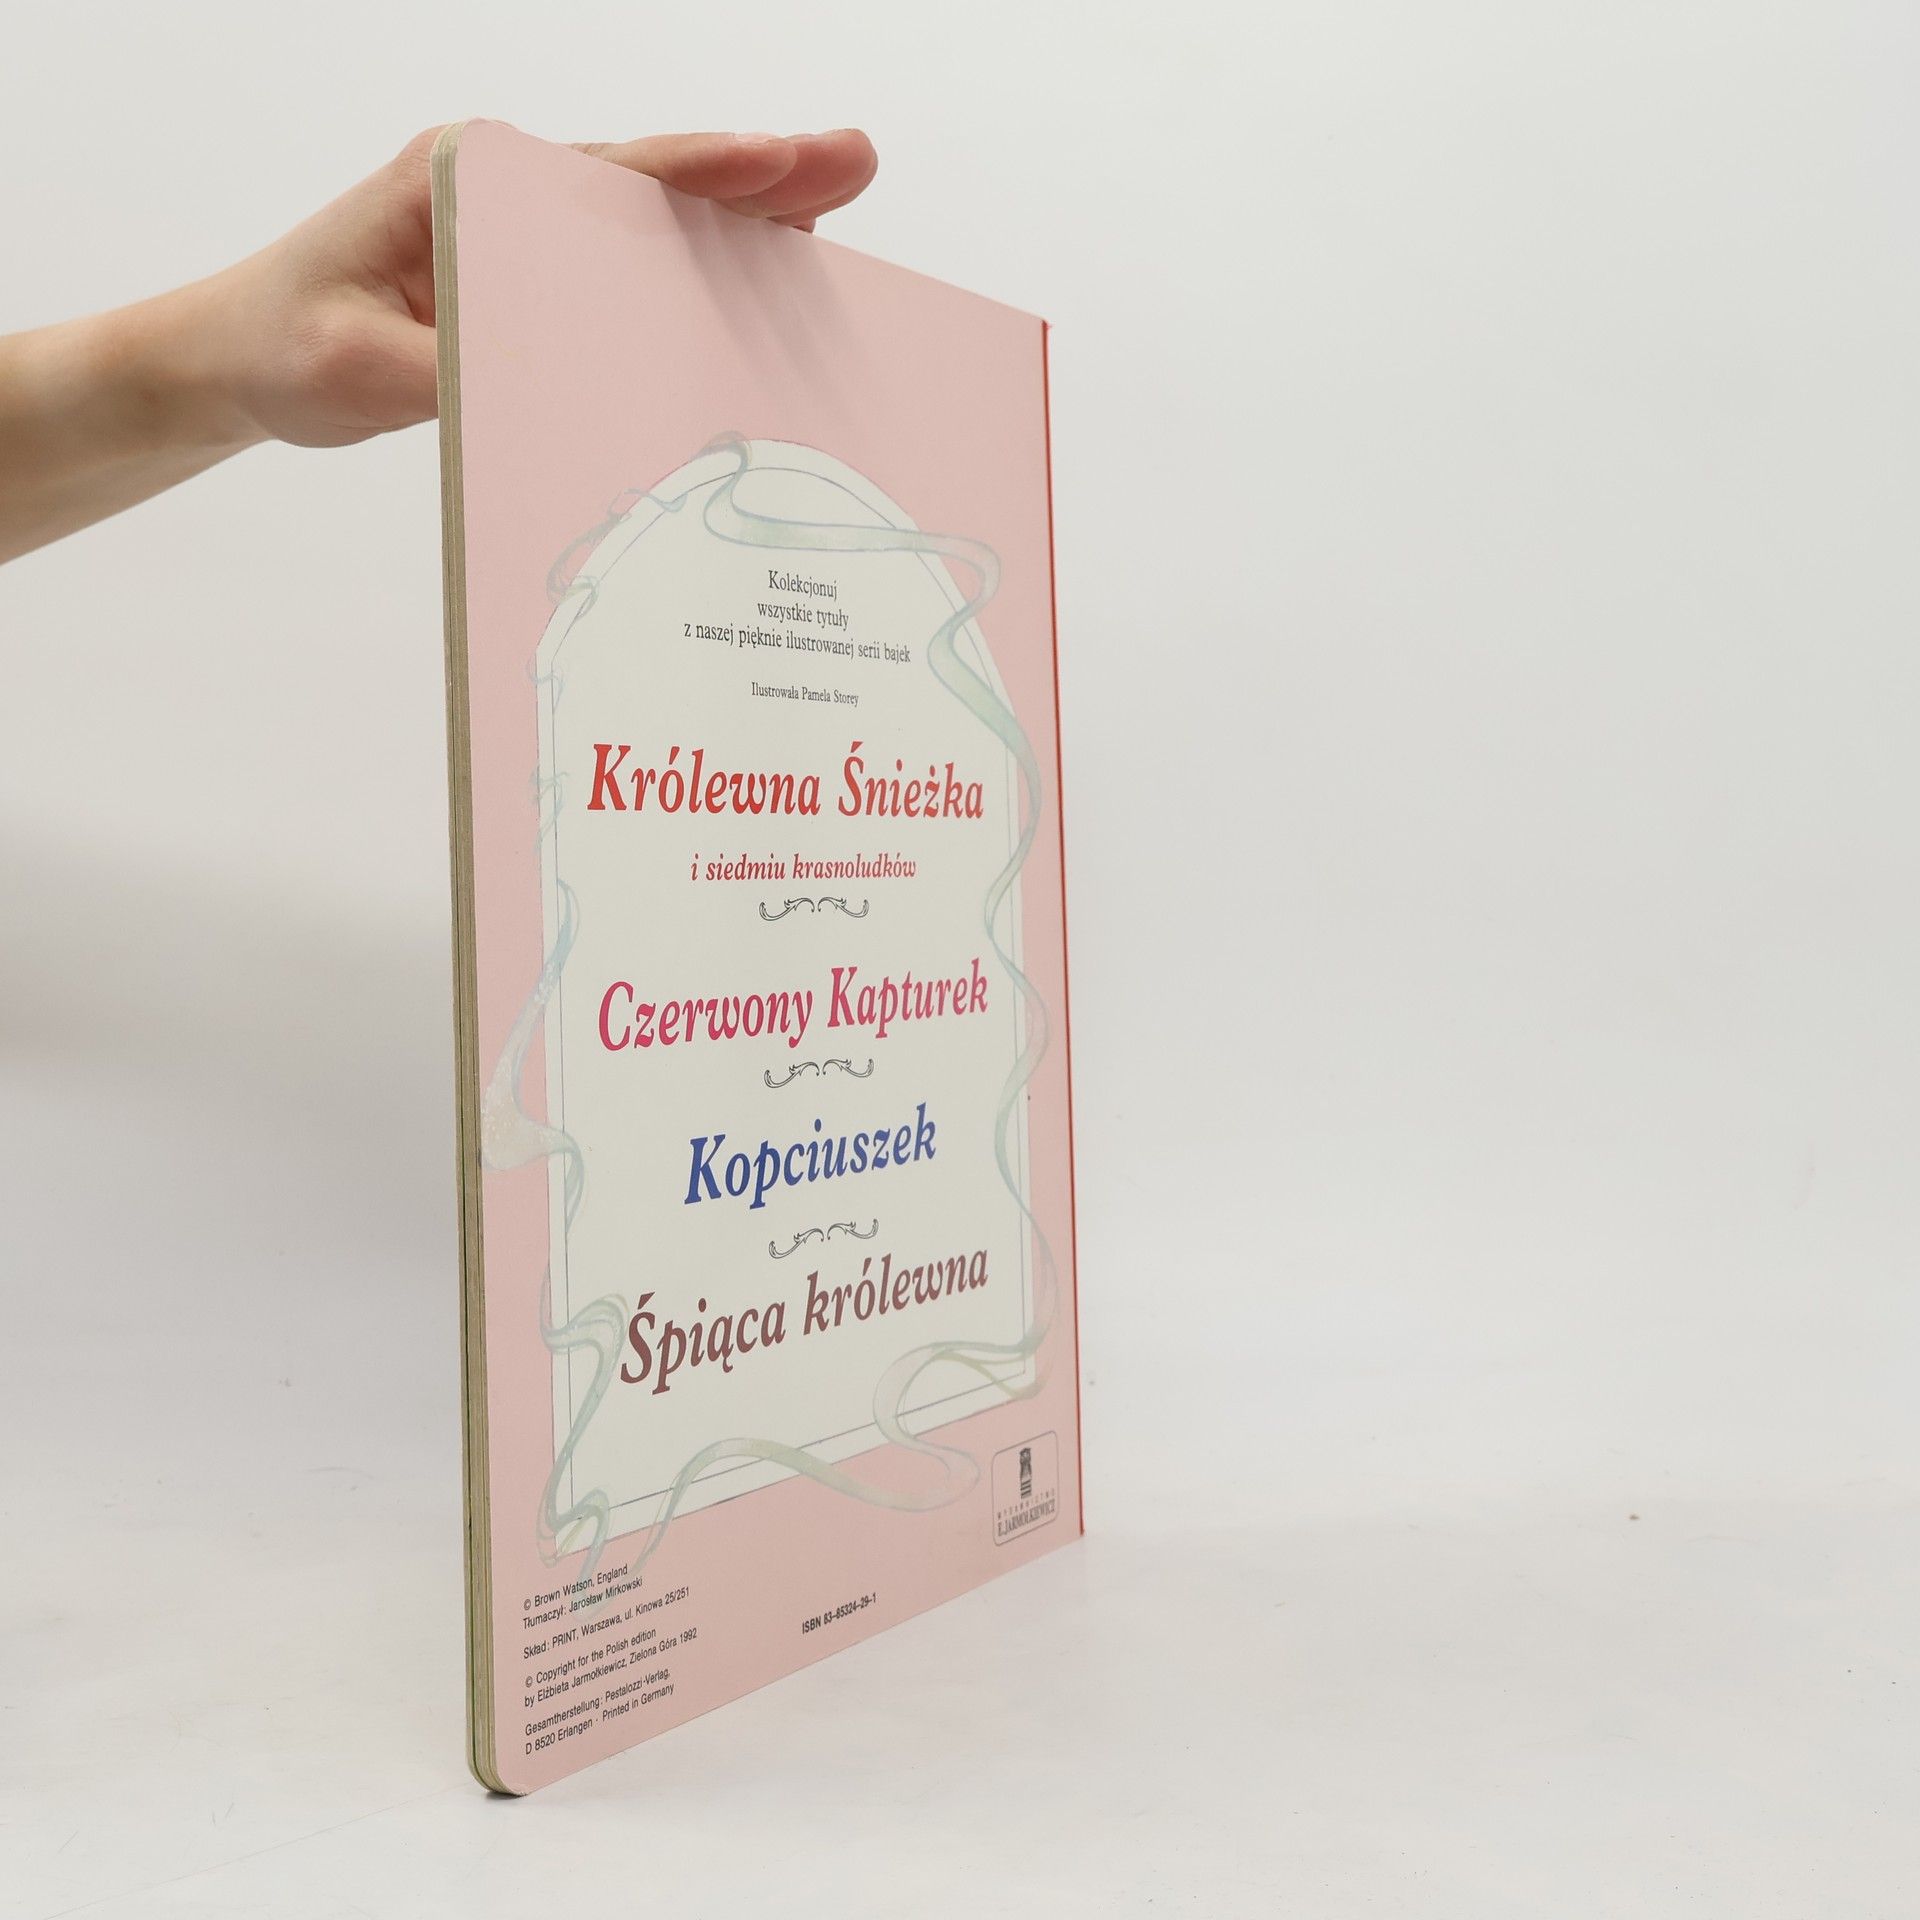 Kolekcjonuj
wszystkie tytuły
z naszej pięknie ilustrowanej serii bajek
Ilustrowała Pamela Storey
Królewna Śnieżka
i siedmiu krasnoludków
Czerwony Kapturek
Kopciuszek
Śpiąca królewna
WYDAWNICTWO
E. JARMOŁKIEWICZ
© Brown Watson, England
Tłumaczył: Jarosław Mirkowski
Skład: PRINT, Warszawa, ul. Kinowa 25/251
© Copyright for the Polish edition
by Elżbieta Jarmołkiewicz, Zielona Góra 1992
Gesamtherstellung: Pestalozzi-Verlag,
D 8520 Erlangen · Printed in Germany
ISBN 83-85324-29-1